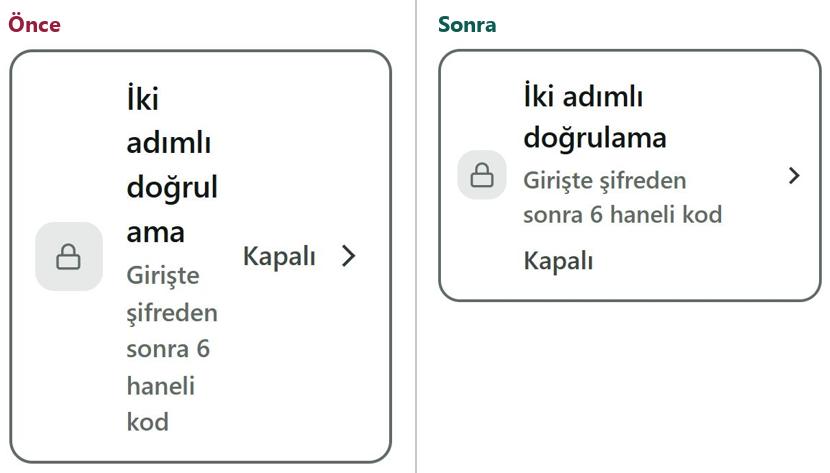 Önce
İki
adımlı
doğrul
ama
Girişte
şifreden
sonra 6
haneli
kod
Kapalı
Sonra
İki adımlı
doğrulama
Girişte şifreden
sonra 6 haneli kod
Kapalı